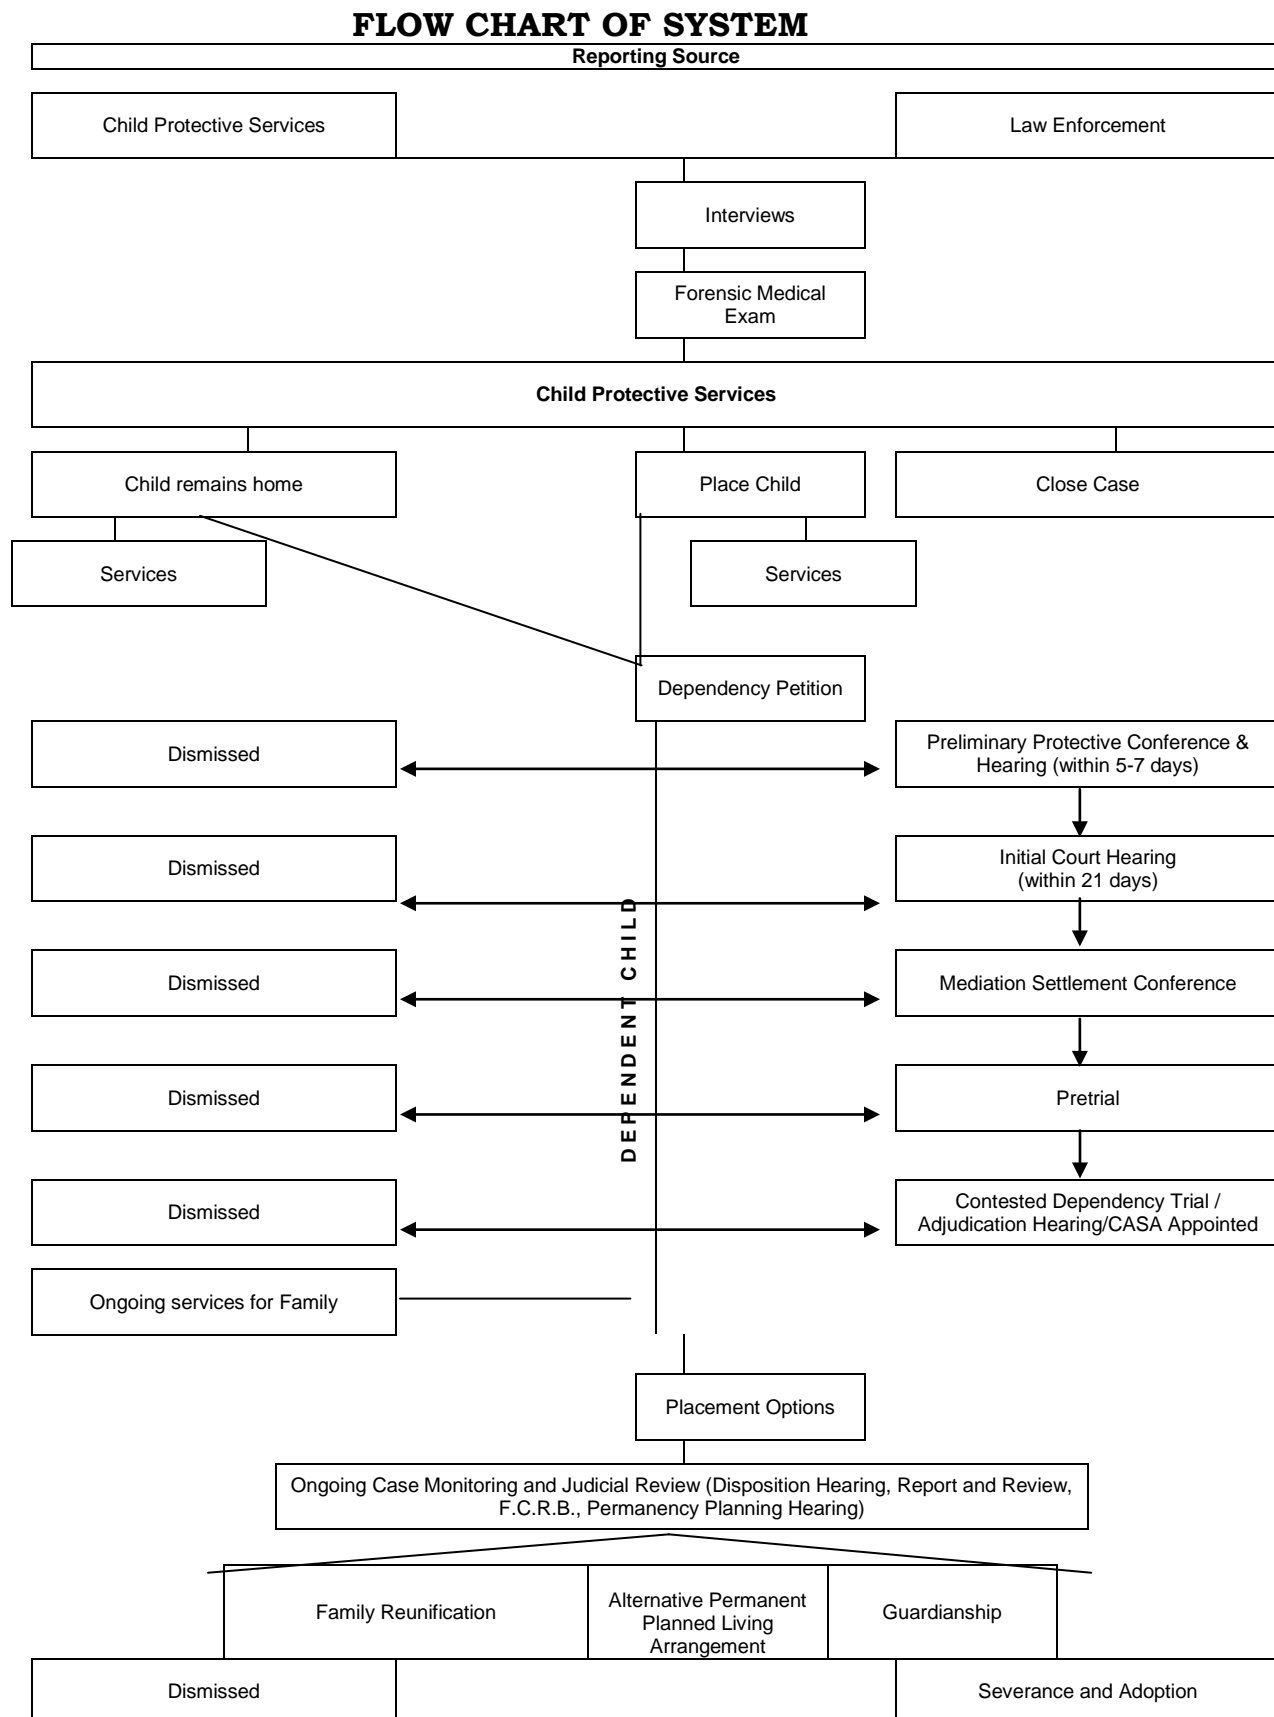 FLOW CHART OF SYSTEM
Reporting Source
Child Protective Services
Law Enforcement
Interviews
Forensic Medical
Exam
Child Protective Services
Child remains home
Place Child
Close Case
Services
Services
Dependency Petition
Dismissed
Preliminary Protective Conference &
Hearing (within 5-7 days)
Dismissed
Initial Court Hearing
(within 21 days)
DEPENDENT CHILD
Dismissed
Mediation Settlement Conference
Dismissed
Pretrial
Dismissed
Contested Dependency Trial /
Adjudication Hearing/CASA Appointed
Ongoing services for Family
Placement Options
Ongoing Case Monitoring and Judicial Review (Disposition Hearing, Report and Review,
F.C.R.B., Permanency Planning Hearing)
Family Reunification
Alternative Permanent
Planned Living
Arrangement
Guardianship
Dismissed
Severance and Adoption